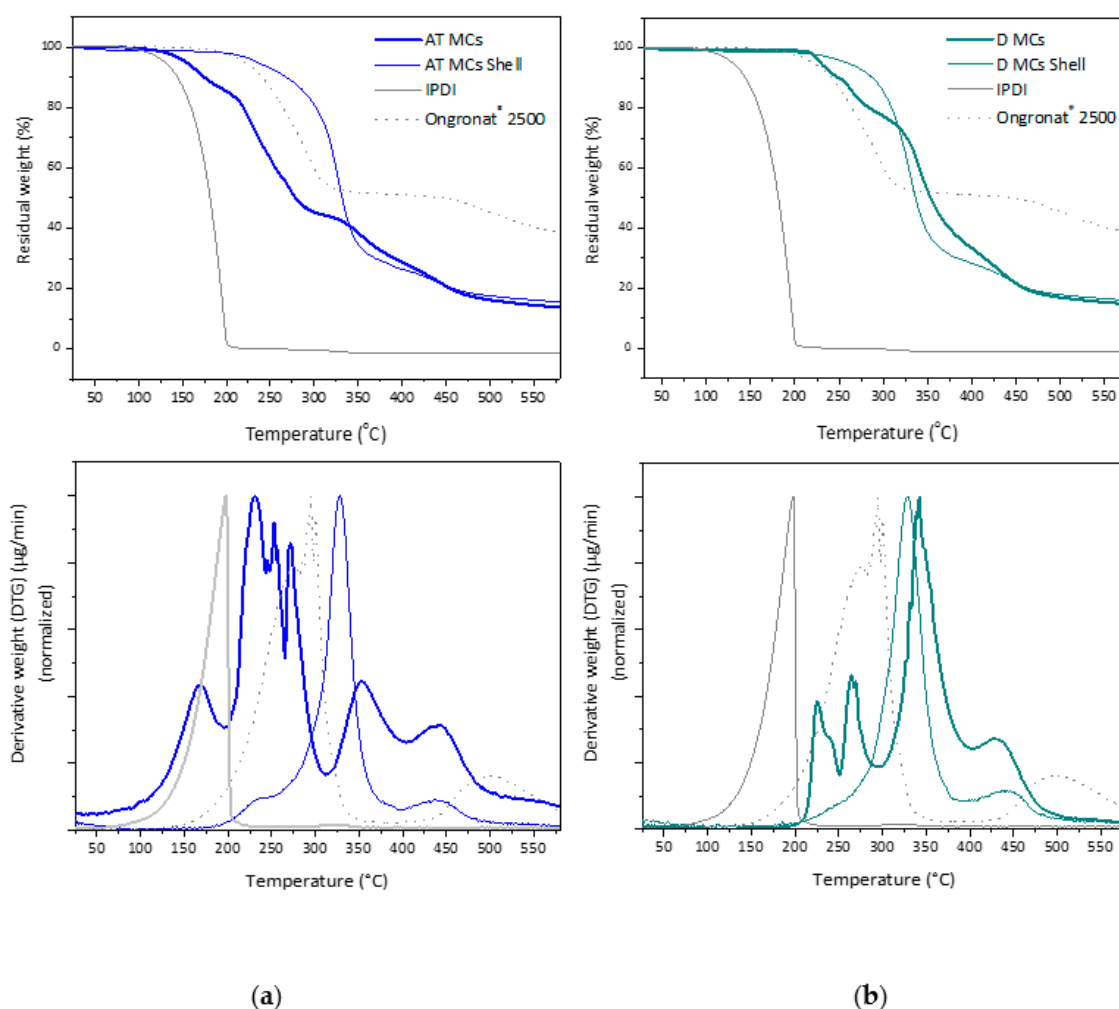 100
80
60
40
20
0
Residual weight (%)
AT MCs
AT MCs Shell
IPDI
Ongronat® 2500
50 100 150 200 250 300 350 400 450 500 550
Temperature (°C)
100
80
60
40
20
0
Residual weight (%)
D MCs
D MCs Shell
IPDI
Ongronat® 2500
50 100 150 200 250 300 350 400 450 500 550
Temperature (°C)
Derivative weight (DTG) (µg/min)
(normalized)
50 100 150 200 250 300 350 400 450 500 550
Temperature (°C)
Derivative weight (DTG) (µg/min)
(normalized)
50 100 150 200 250 300 350 400 450 500 550
Temperature (°C)
(a)
(b)